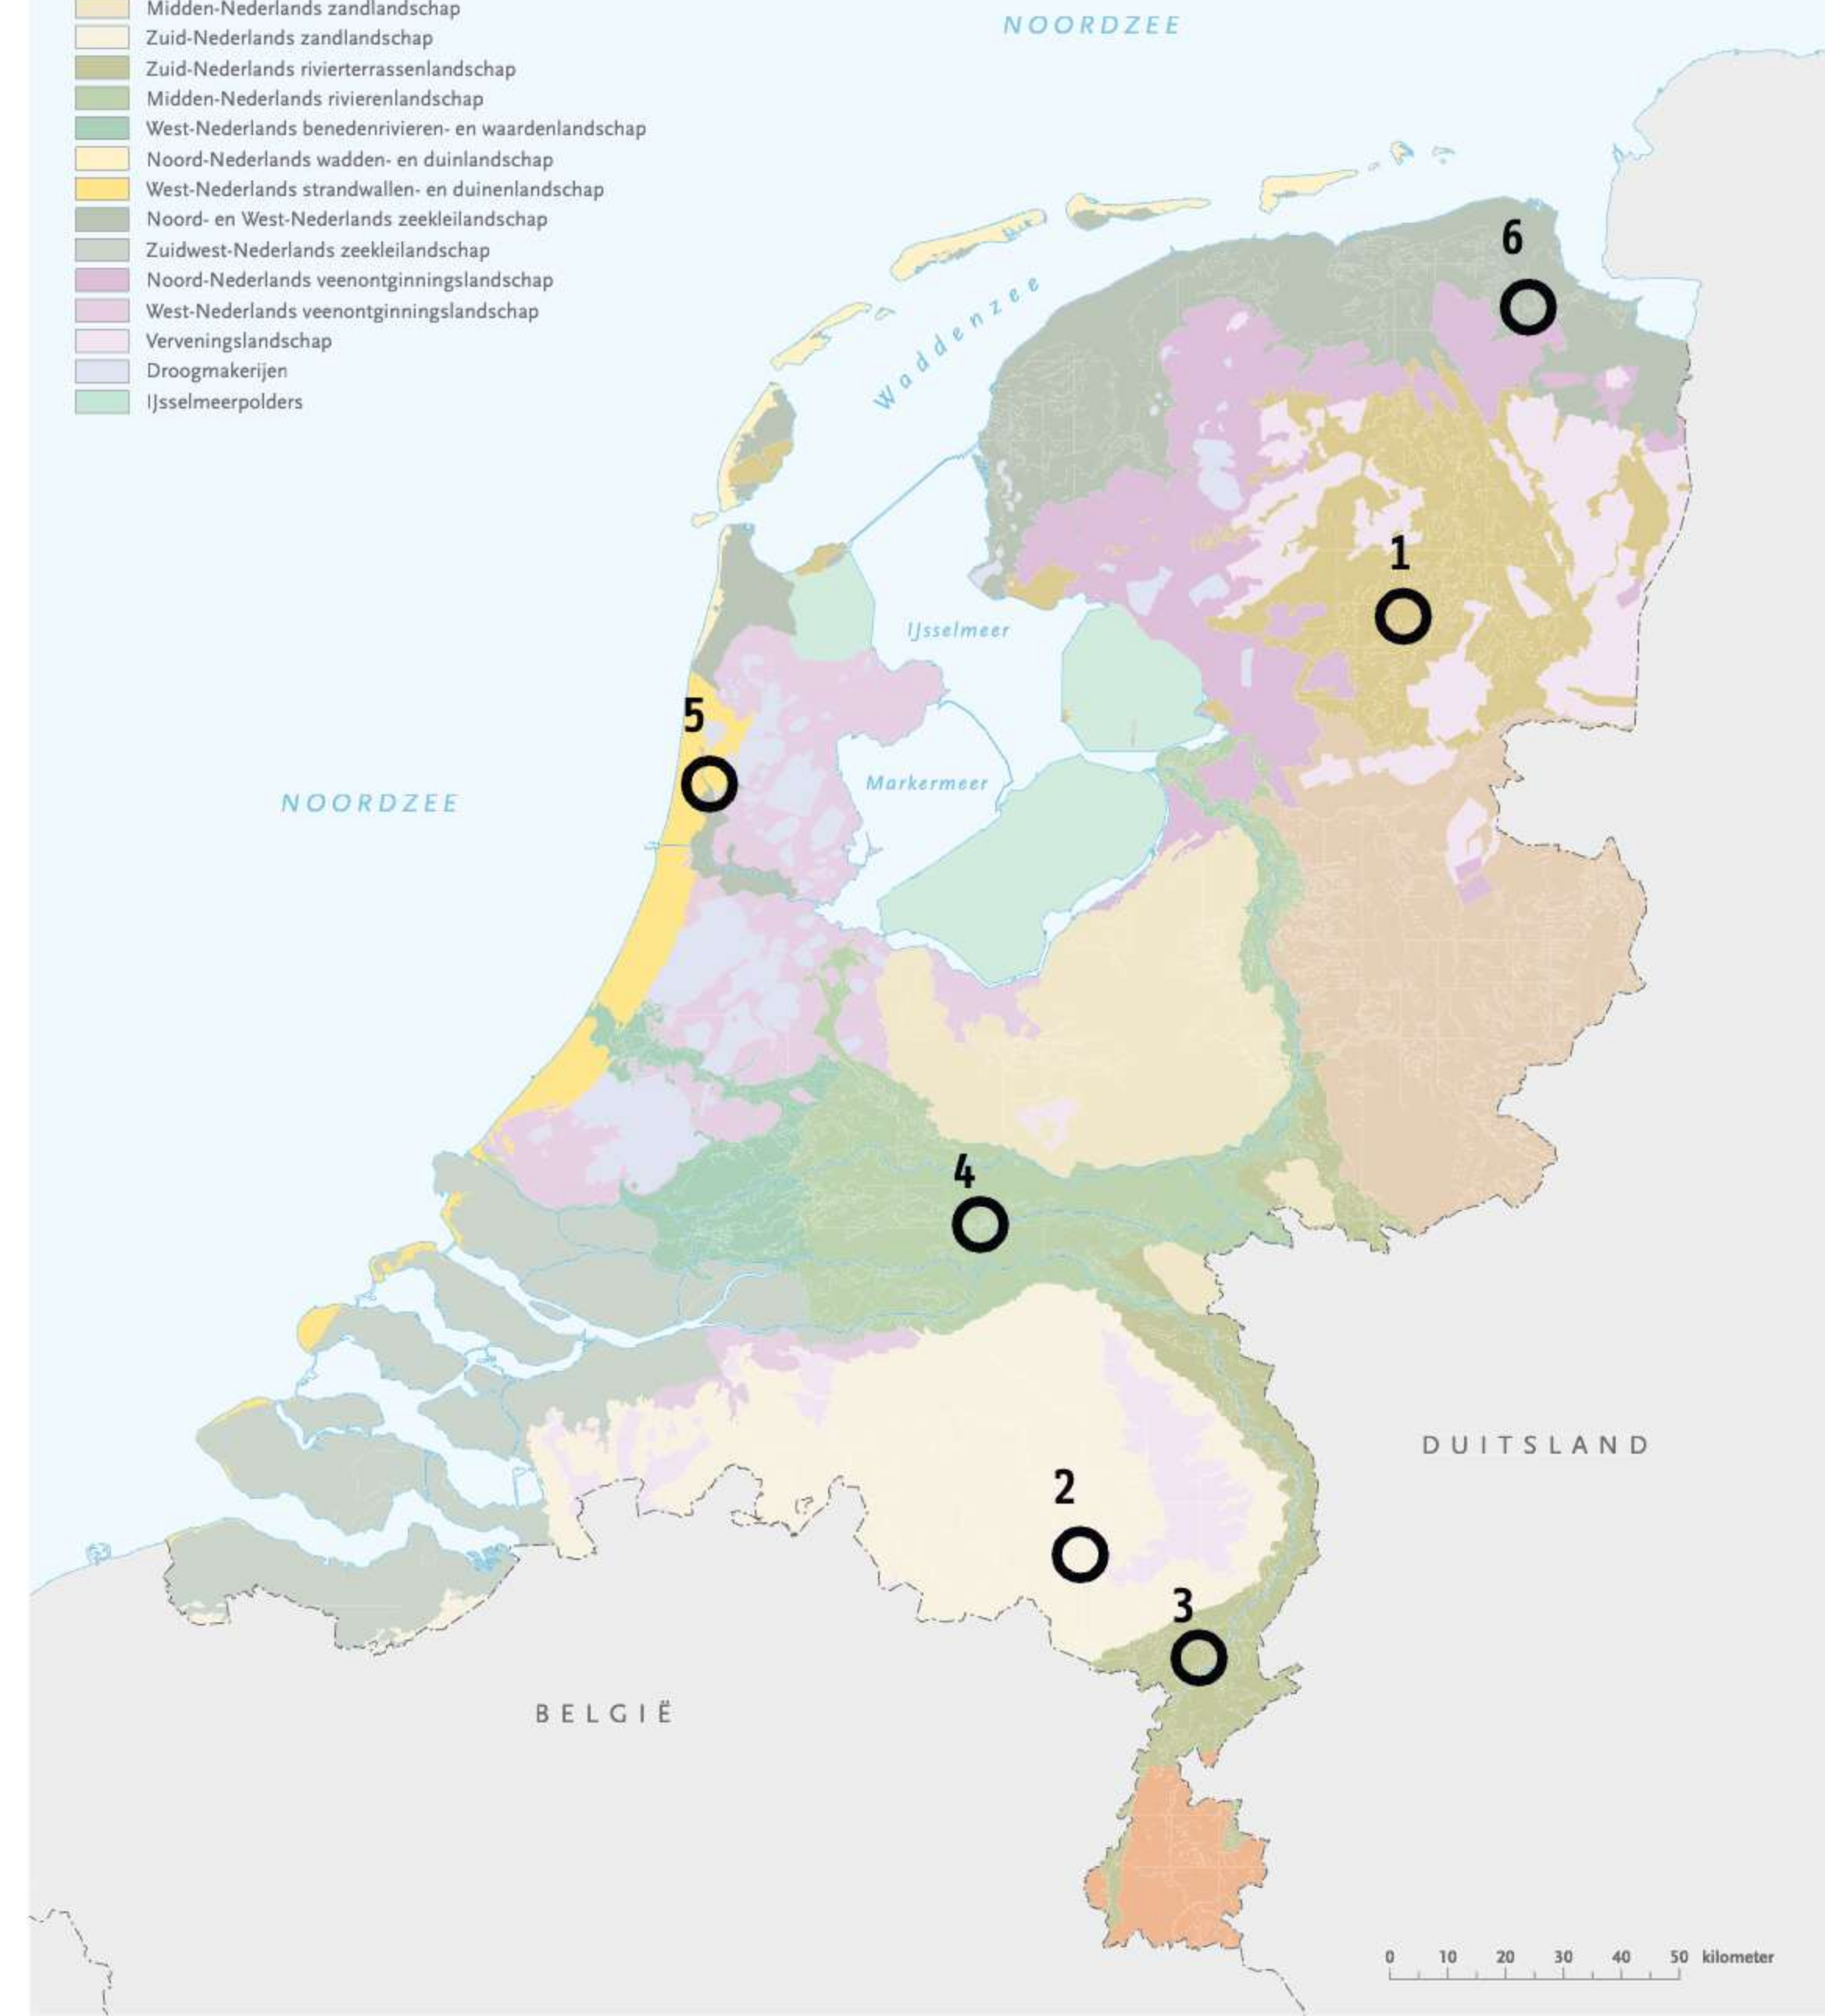 Midden-Nederlands zandlandschap
Zuid-Nederlands zandlandschap
Zuid-Nederlands rivierterrassenlandschap
Midden-Nederlands rivierenlandschap
West-Nederlands benedenrivieren- en waardenlandschap
Noord-Nederlands wadden- en duinlandschap
West-Nederlands strandwallen- en duinenlandschap
Noord- en West-Nederlands zeekleilandschap
Zuidwest-Nederlands zeekleilandschap
Noord-Nederlands veenontginningslandschap
West-Nederlands veenontginningslandschap
Verveningslandschap
Droogmakerijen
IJsselmeerpolders
NOORDZEE
6
Waddenzee
1
IJsselmeer
5
Markermeer
NOORDZEE
4
DUITSLAND
2
3
BELGIË
0 10 20 30 40 50 kilometer